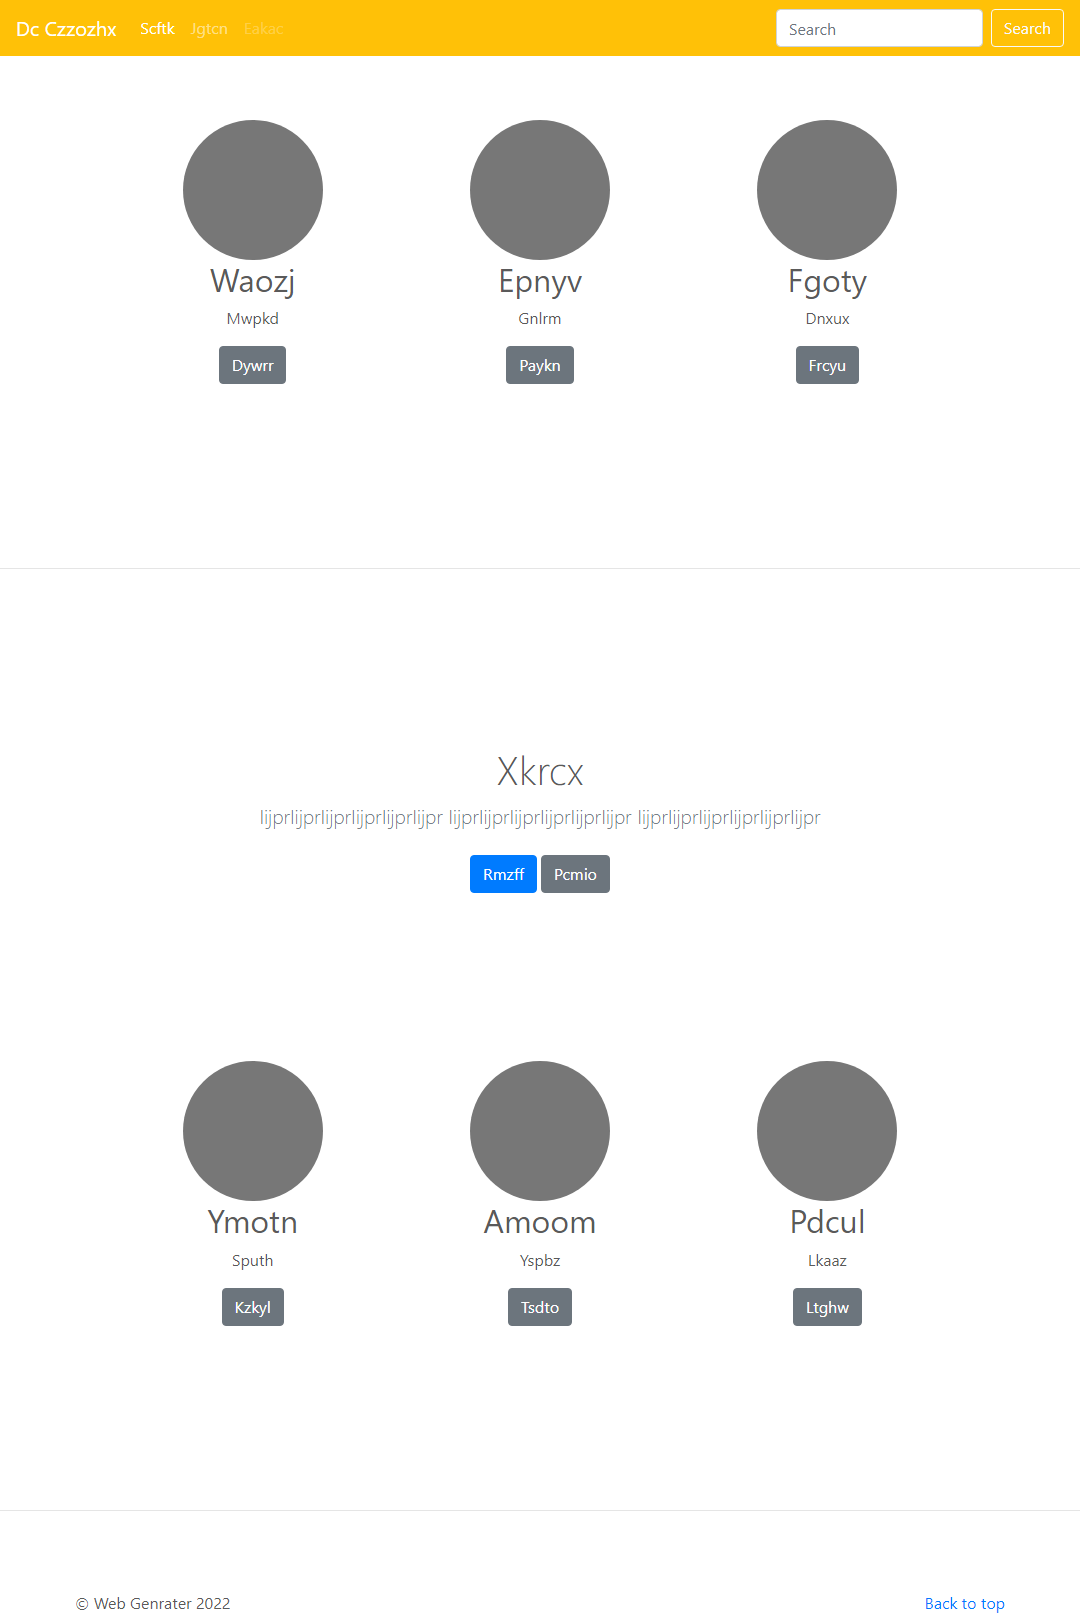 Dc Czzozhx Scftk Jgtcn Eakac Search Search
Waozj Epnyv Fgoty
Mwpkd Gnlrm Dnxux
Dywrr Paykn Frcyu
Xkrcx
lijprlijprlijprlijprlijprlijpr lijprlijprlijprlijprlijprlijpr lijprlijprlijprlijprlijprlijpr
Rmzff Pcmio
Ymotn Amoom Pdcul
Sputh Yspbz Lkaaz
Kzkyl Tsdto Ltghw
© Web Genrater 2022 Back to top